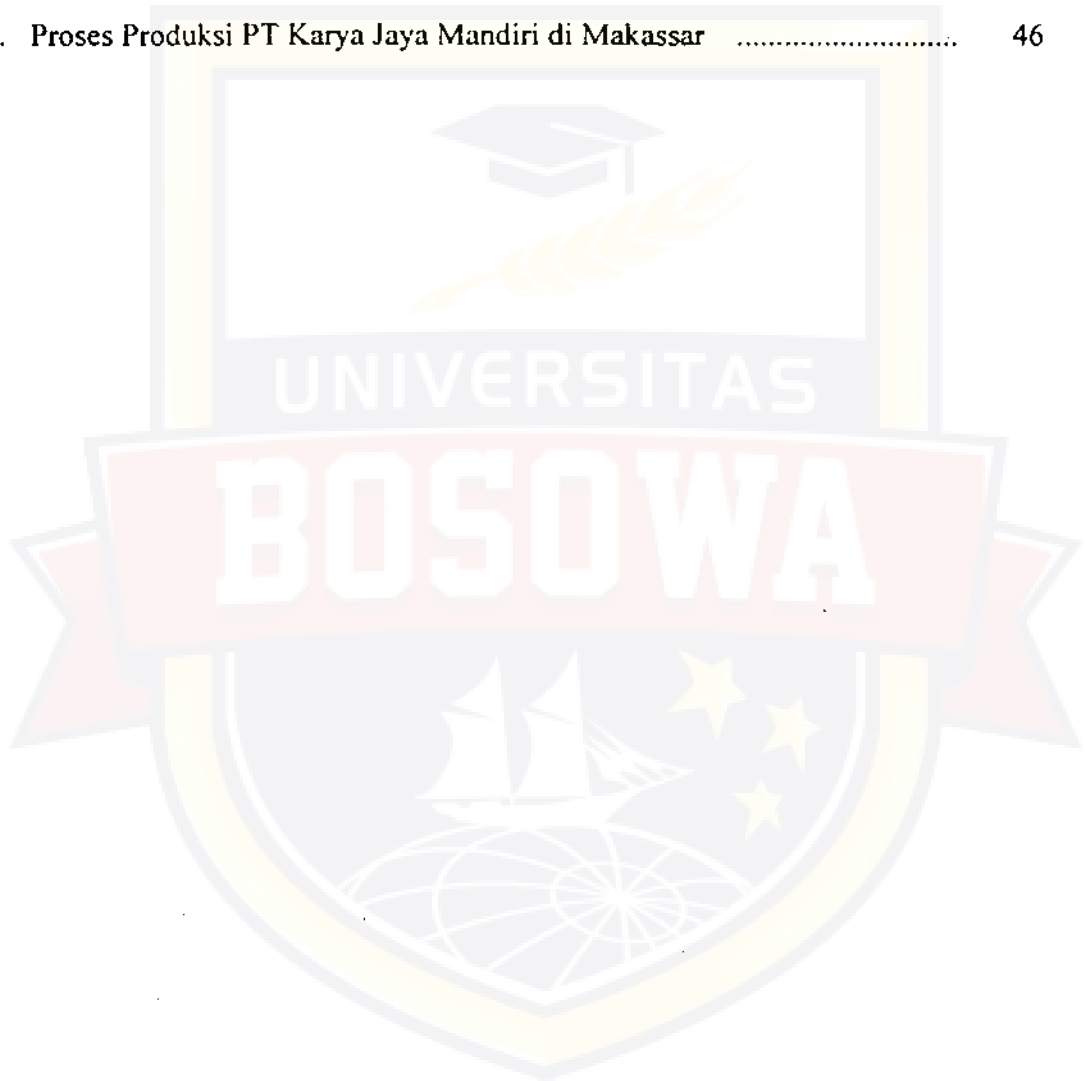 . Proses Produksi PT Karya Jaya Mandiri di Makassar ............................ 46
UNIVERSITAS
BOSOWA